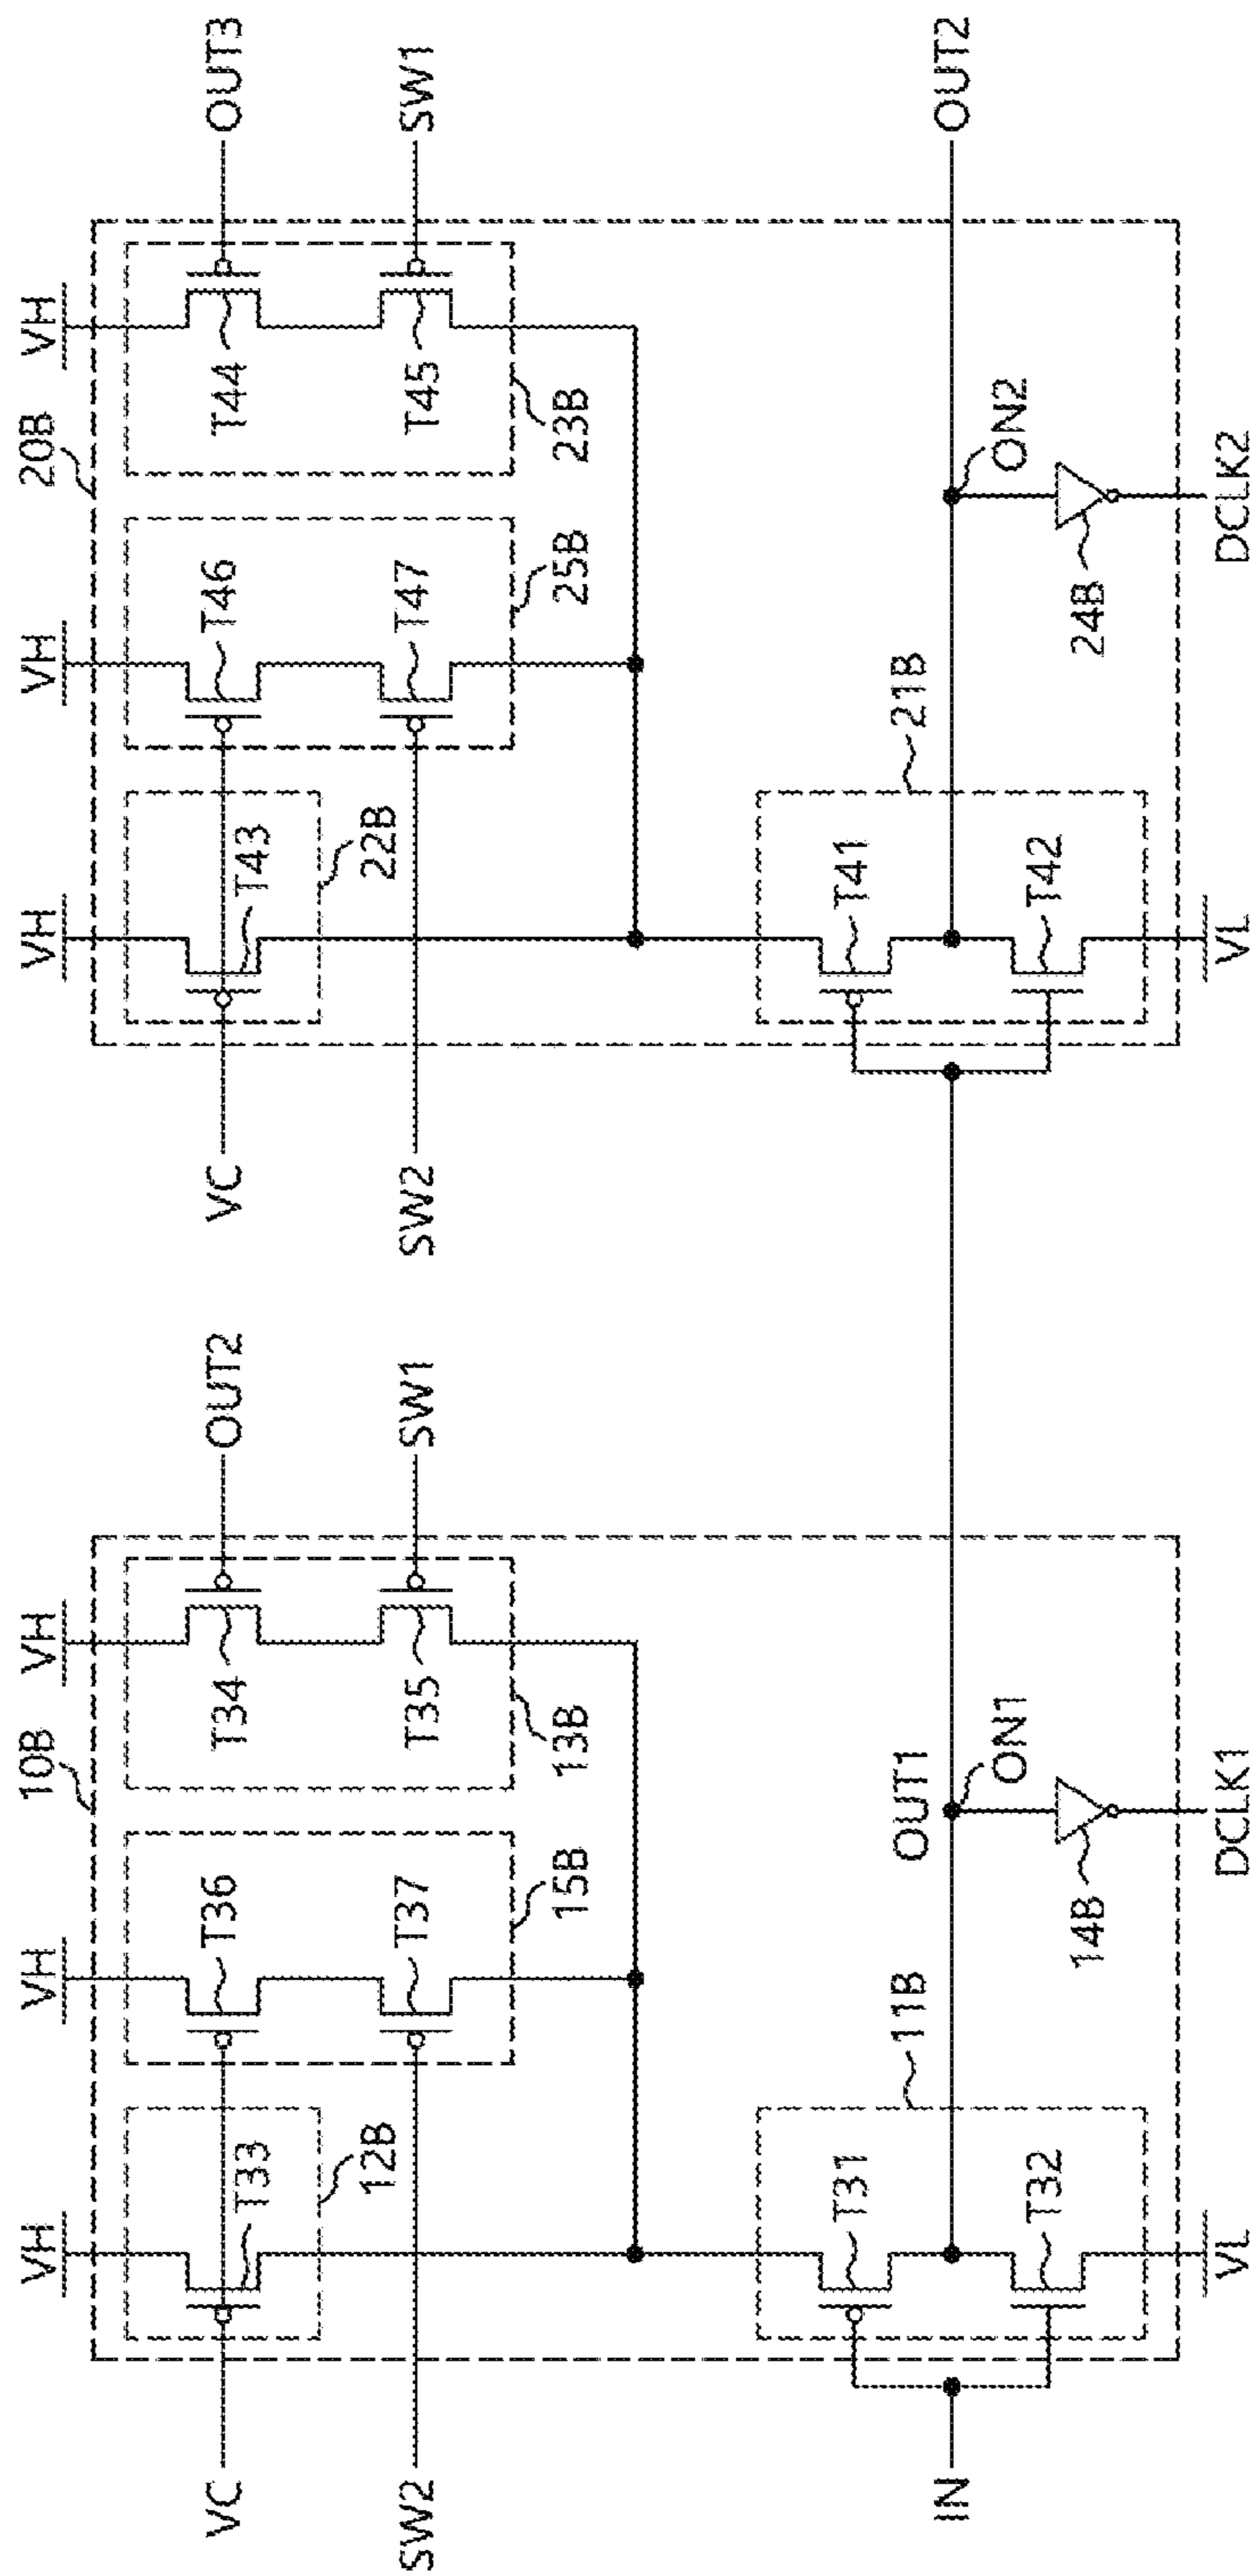 10B
20B
VH
VH
VH
VH
VH
VH
VC
T33
T36
T34
OUT2
VC
T43
T46
T44
OUT3
12B
22B
SW2
T37
T35
SW1
SW2
T47
T45
SW1
15B
13B
25B
23B
11B
21B
T31
OUT1
T41
IN
OUT2
ON1
ON2
T32
T42
14B
24B
VL
DCLK1
VL
DCLK2